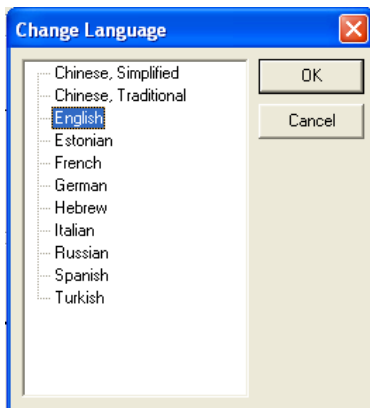 Change Language
Chinese, Simplified
Chinese, Traditional
English
Estonian
French
German
Hebrew
Italian
Russian
Spanish
Turkish
OK
Cancel